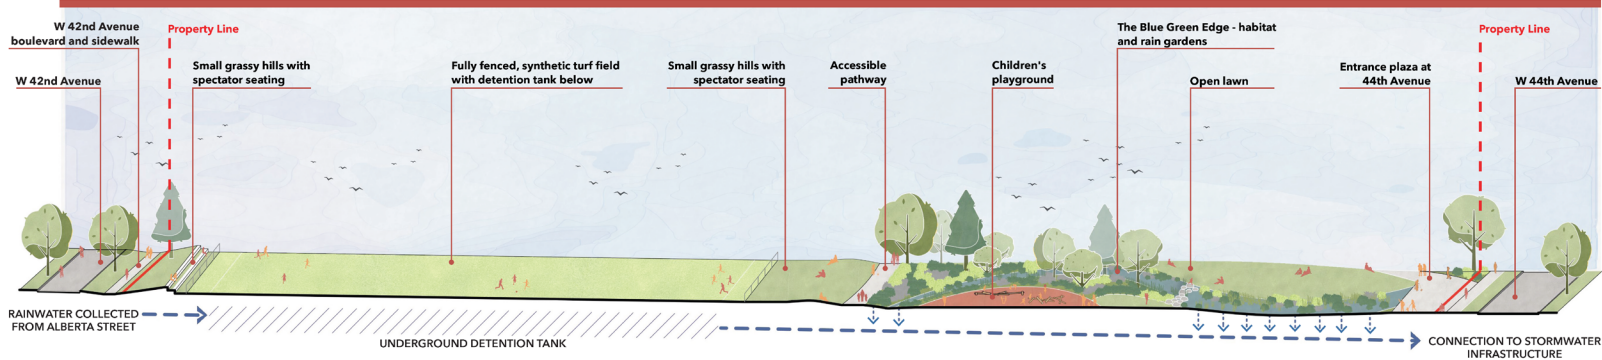 W 42nd Avenue
boulevard and sidewalk
W 42nd Avenue
Property Line
Small grassy hills with
spectator seating
Fully fenced, synthetic turf field
with detention tank below
Small grassy hills with
spectator seating
Accessible
pathway
Children's
playground
The Blue Green Edge - habitat
and rain gardens
Open lawn
Entrance plaza at
44th Avenue
Property Line
W 44th Avenue
RAINWATER COLLECTED
FROM ALBERTA STREET
UNDERGROUND DETENTION TANK
CONNECTION TO STORMWATER
INFRASTRUCTURE